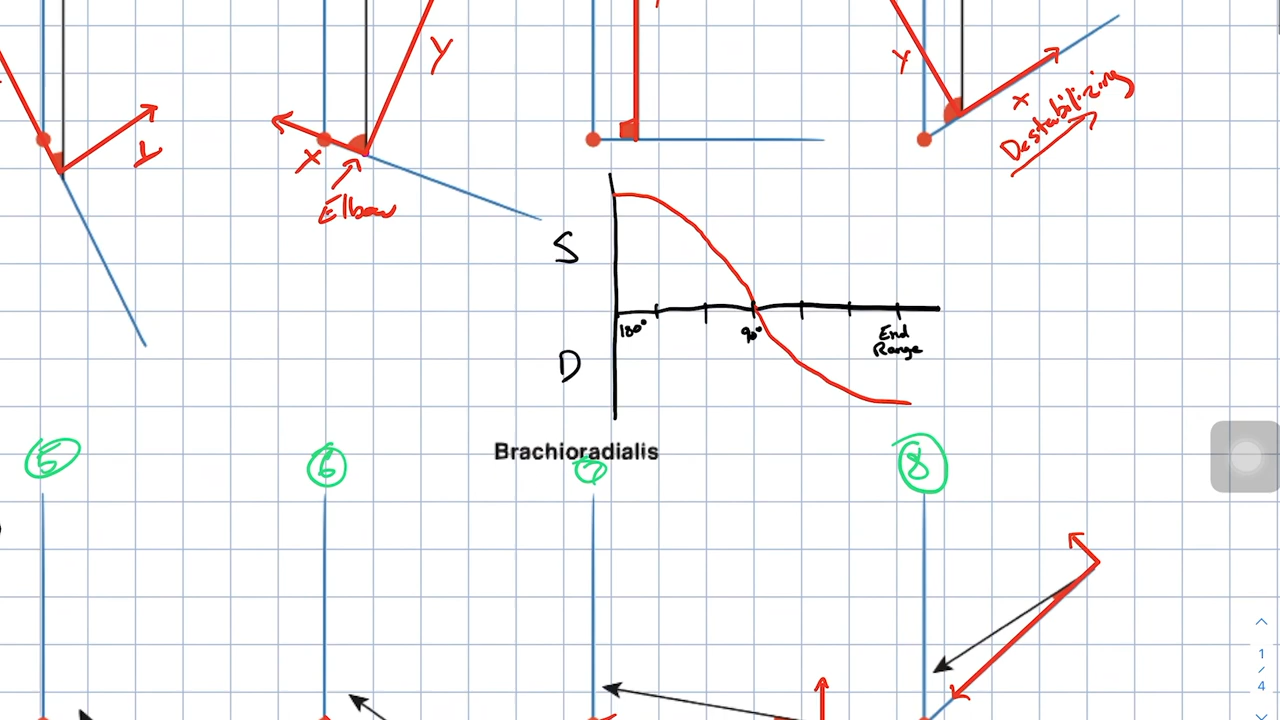 Y
Y
X
Elbow
Y
X
Destabilizing
S
D
180°
90°
End
Range
Brachioradialis
5
6
7
8
1
/
4